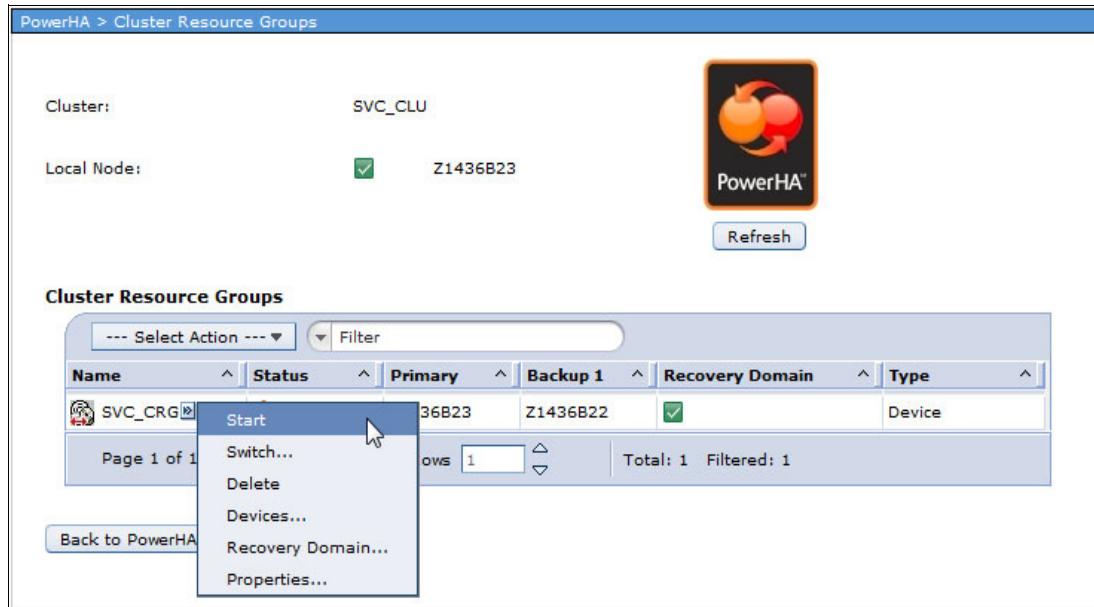 PowerHA > Cluster Resource Groups
Cluster: SVC_CLU
Local Node: Z1436B23
PowerHA™
Refresh
Cluster Resource Groups
--- Select Action --- Filter
Name Status Primary Backup 1 Recovery Domain Type
SVC_CRG 36B23 Z1436B22 Device
Start
Page 1 of 1 ows 1 Total: 1 Filtered: 1
Switch...
Delete
Devices...
Back to PowerHA
Recovery Domain...
Properties...